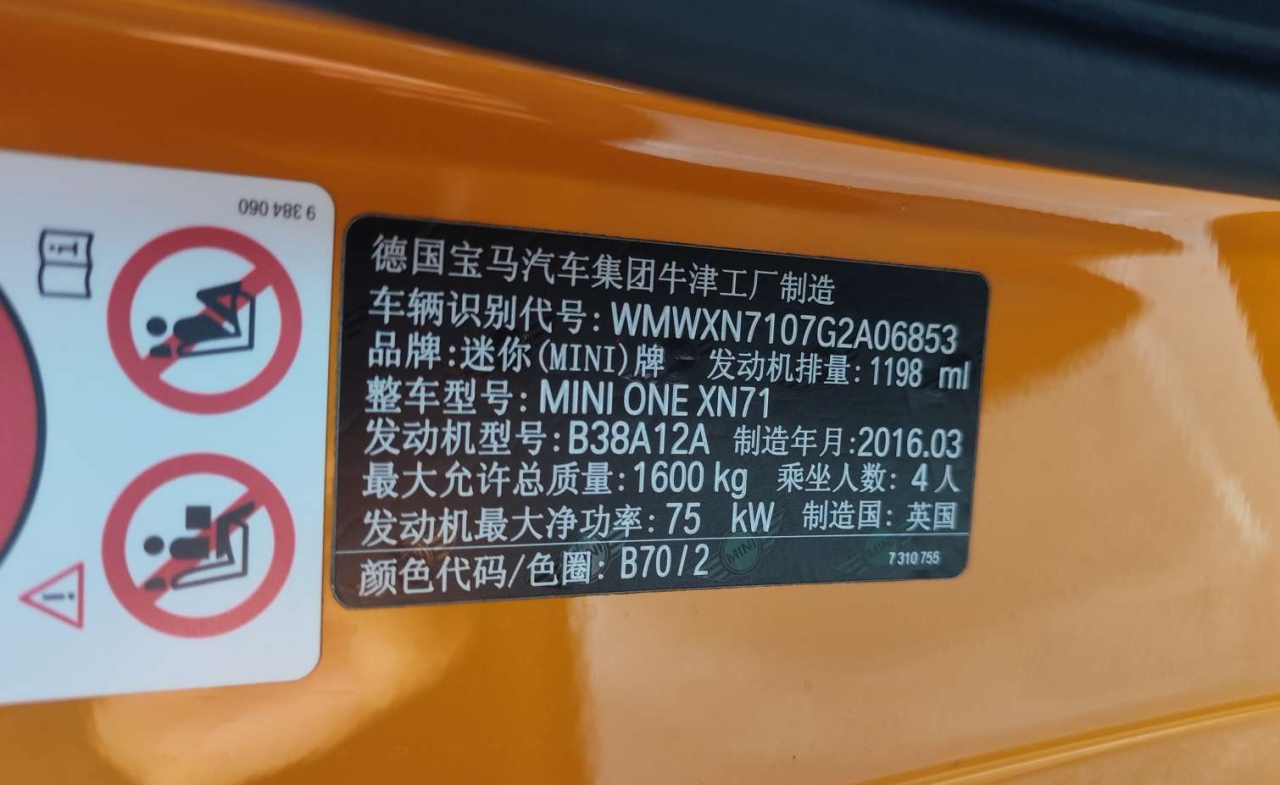 9 384 060
德国宝马汽车集团牛津工厂制造
车辆识别代号: WMWXN7107G2A06853
品牌:迷你(MINI)牌 发动机排量:1198 ml
整车型号: MINI ONE XN71
发动机型号:B38A12A 制造年月:2016.03
最大允许总质量:1600 kg 乘坐人数: 4人
发动机最大净功率: 75 kW 制造国: 英国
颜色代码/色圈: B70/2
7 310 755
MINI